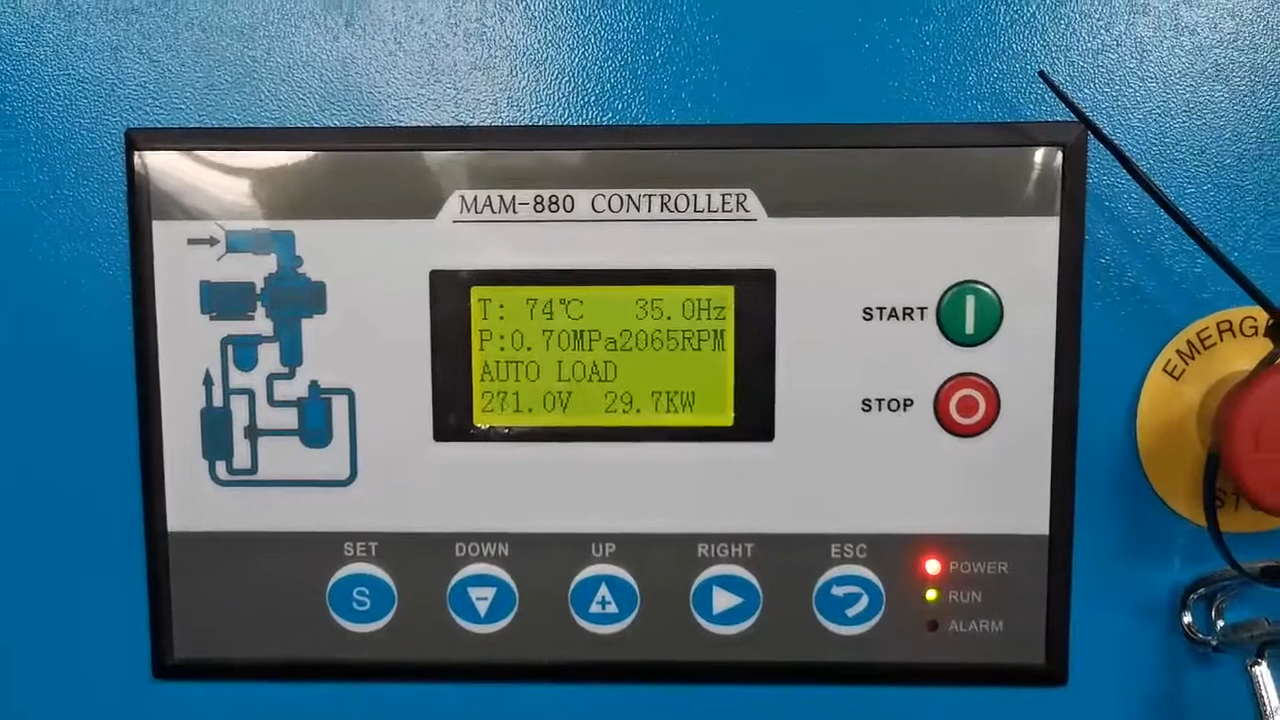 MAM-880 CONTROLLER
T: 74℃ 35.0Hz
P:0.70MPa2065RPM
AUTO LOAD
271.0V 29.7KW
START
STOP
EMERGE
SET
DOWN
UP
RIGHT
ESC
S
POWER
RUN
ALARM